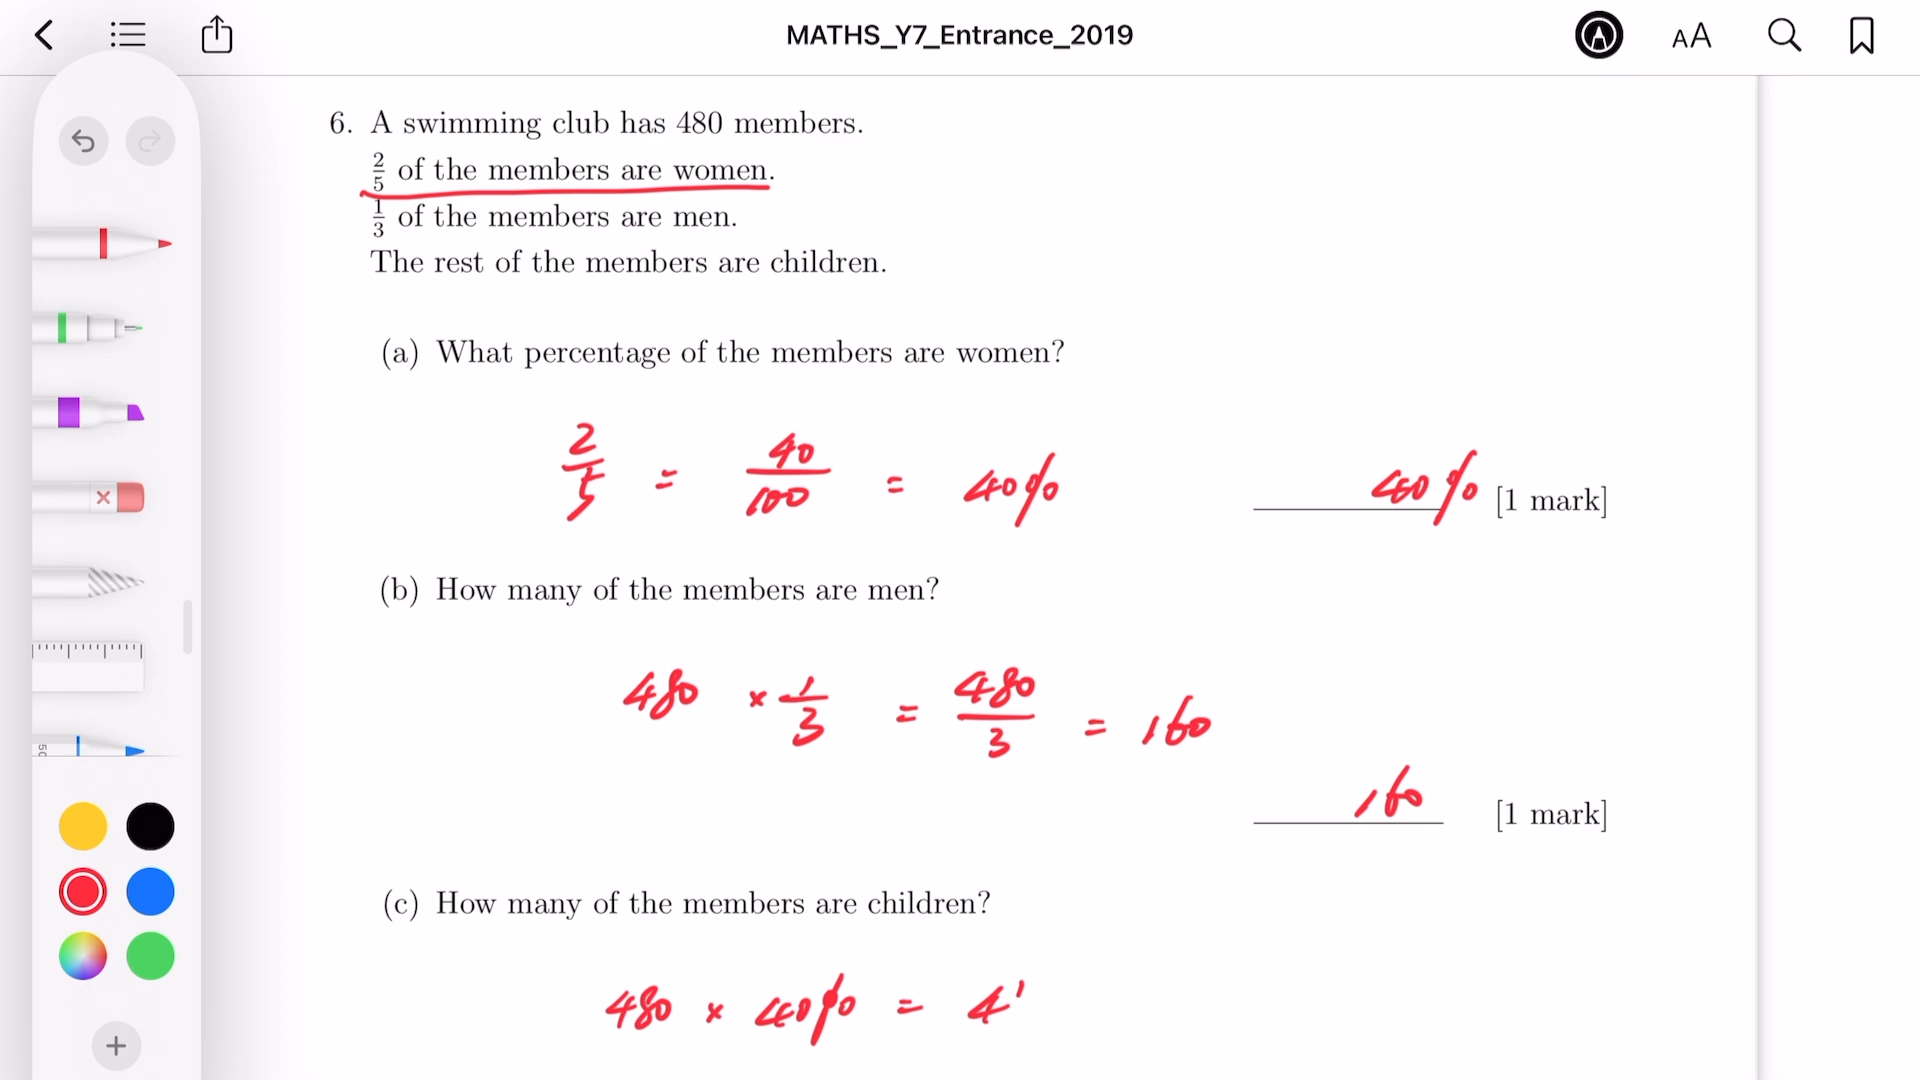 MATHS_Y7_Entrance_2019
AA
6. A swimming club has 480 members.
2/5 of the members are women.
1/3 of the members are men.
The rest of the members are children.
(a) What percentage of the members are women?
2/5 = 40/100 = 40%
40% [1 mark]
(b) How many of the members are men?
480 × 1/3 = 480/3 = 160
160 [1 mark]
(c) How many of the members are children?
480 × 40% = 4